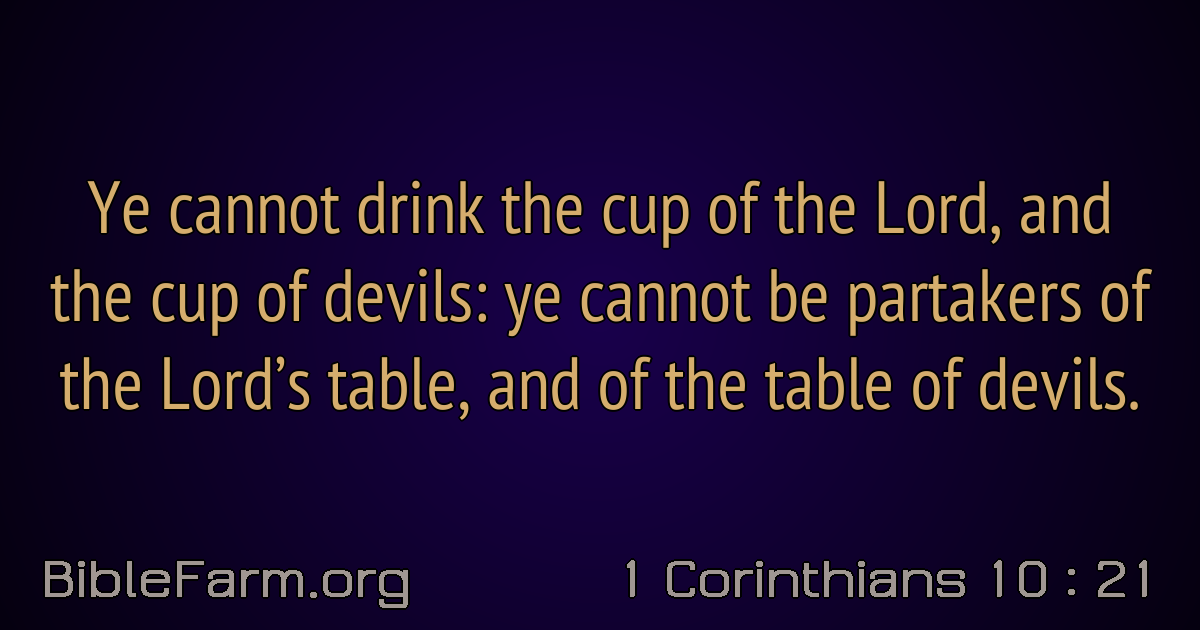 Ye cannot drink the cup of the Lord, and
the cup of devils: ye cannot be partakers of
the Lord’s table, and of the table of devils.
BibleFarm.org
1 Corinthians 10 : 21